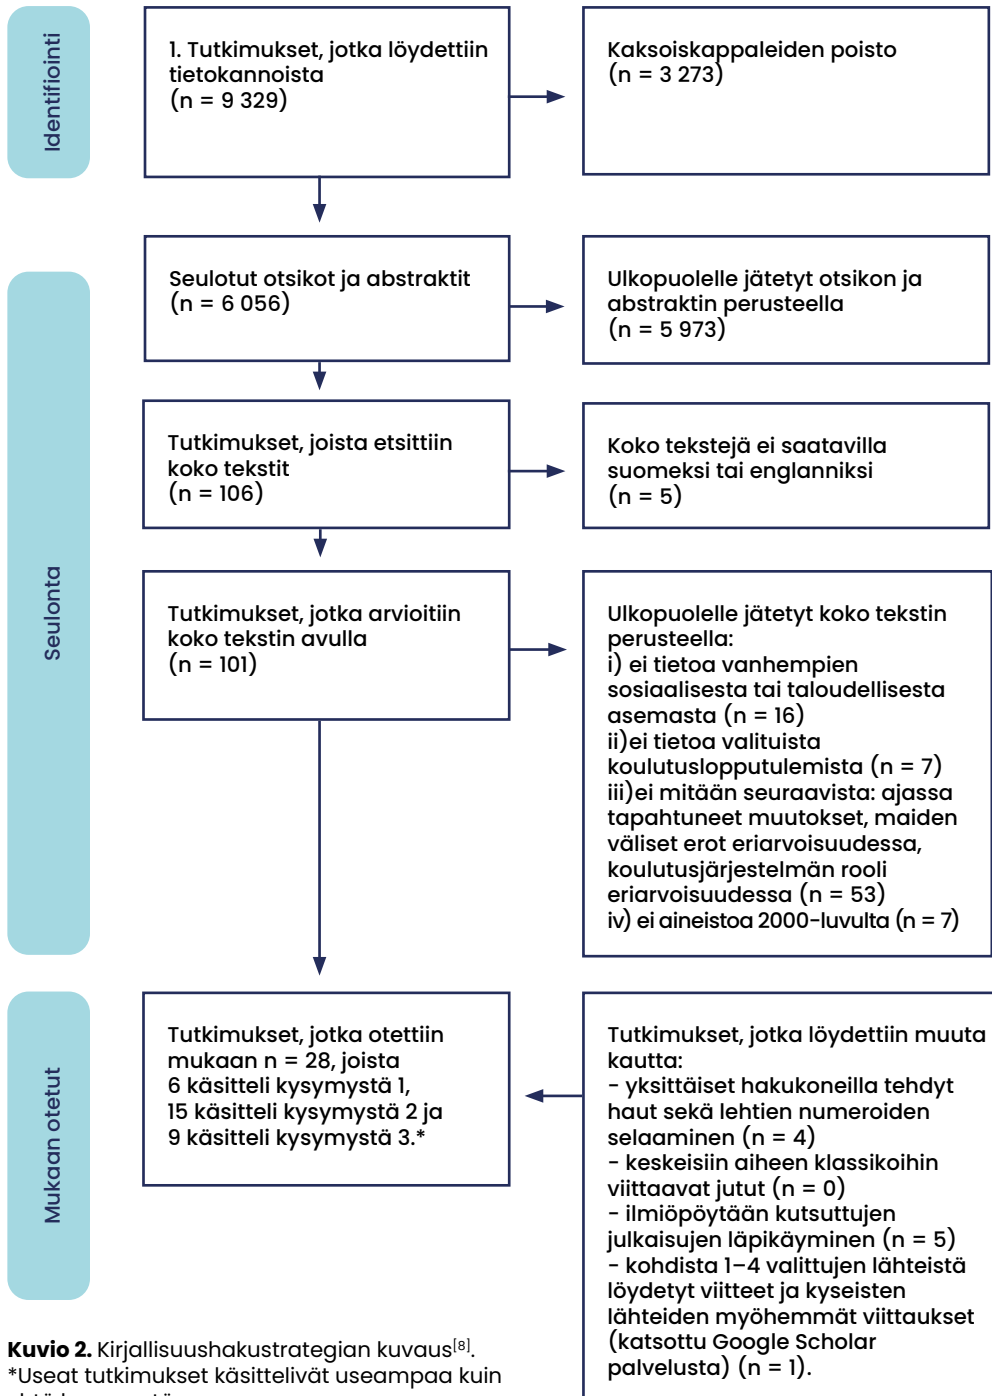 Identifiointi
1. Tutkimukset, jotka löydettiin
tietokannoista
(n = 9 329)
Kaksoiskappaleiden poisto
(n = 3 273)
Seulonta
Seulotut otsikot ja abstraktit
(n = 6 056)
Ulkopuolelle jätetyt otsikon ja
abstraktin perusteella
(n = 5 973)
Tutkimukset, joista etsittiin
koko tekstit
(n = 106)
Koko tekstejä ei saatavilla
suomeksi tai englanniksi
(n = 5)
Tutkimukset, jotka arvioitiin
koko tekstin avulla
(n = 101)
Ulkopuolelle jätetyt koko tekstin
perusteella:
i) ei tietoa vanhempien
sosiaalisesta tai taloudellisesta
asemasta (n = 16)
ii)ei tietoa valituista
koulutuslopputulemista (n = 7)
iii)ei mitään seuraavista: ajassa
tapahtuneet muutokset, maiden
väliset erot eriarvoisuudessa,
koulutusjärjestelmän rooli
eriarvoisuudessa (n = 53)
iv) ei aineistoa 2000-luvulta (n = 7)
Mukaan otetut
Tutkimukset, jotka otettiin
mukaan n = 28, joista
6 käsitteli kysymystä 1,
15 käsitteli kysymystä 2 ja
9 käsitteli kysymystä 3.*
Tutkimukset, jotka löydettiin muuta
kautta:
- yksittäiset hakukoneilla tehdyt
haut sekä lehtien numeroiden
selaaminen (n = 4)
- keskeisiin aiheen klassikoihin
viittaavat jutut (n = 0)
- ilmiöpöytään kutsuttujen
julkaisujen läpikäyminen (n = 5)
- kohdista 1–4 valittujen lähteistä
löydetyt viitteet ja kyseisten
lähteiden myöhemmät viittaukset
(katsottu Google Scholar
palvelusta) (n = 1).
Kuvio 2. Kirjallisuushakustrategian kuvaus[8].
*Useat tutkimukset käsittelivät useampaa kuin